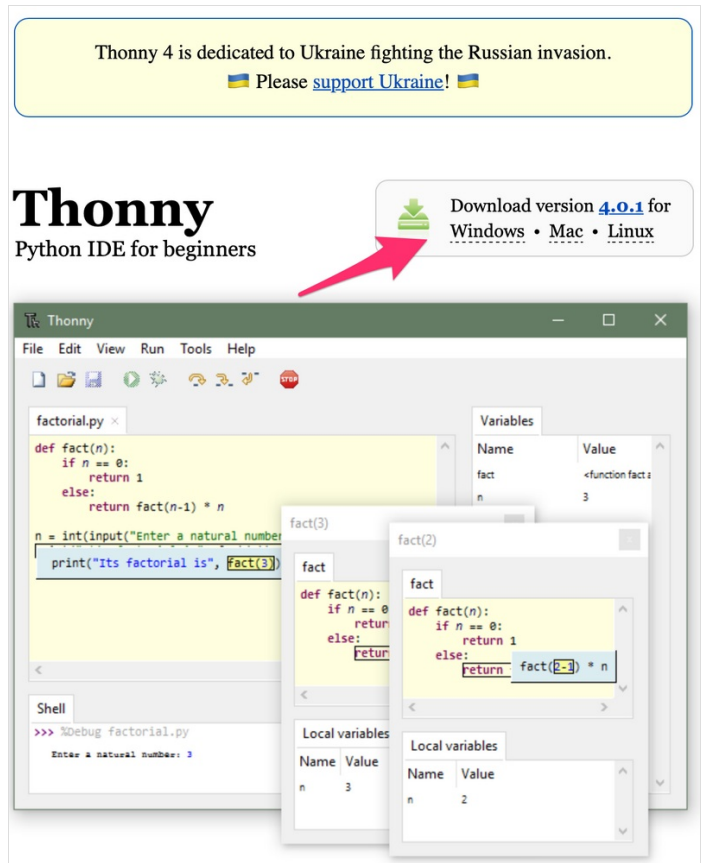 Thonny 4 is dedicated to Ukraine fighting the Russian invasion.
🇺🇦 Please support Ukraine! 🇺🇦
Thonny
Python IDE for beginners
Download version 4.0.1 for
Windows • Mac • Linux
Thonny
File Edit View Run Tools Help
STOP
factorial.py ×
def fact(n):
    if n == 0:
        return 1
    else:
        return fact(n-1) * n
n = int(input("Enter a natural number
print("Its factorial is", fact(3))
Variables
Name Value
fact <function fact a
n 3
Shell
>>> %Debug factorial.py
Enter a natural number: 3
fact(3)
fact
def fact(n):
    if n == 0
        retur
    else:
        retur
Local variables
Name Value
n 3
fact(2)
fact
def fact(n):
    if n == 0:
        return 1
    else:
        return
fact(2-1) * n
Local variables
Name Value
n 2